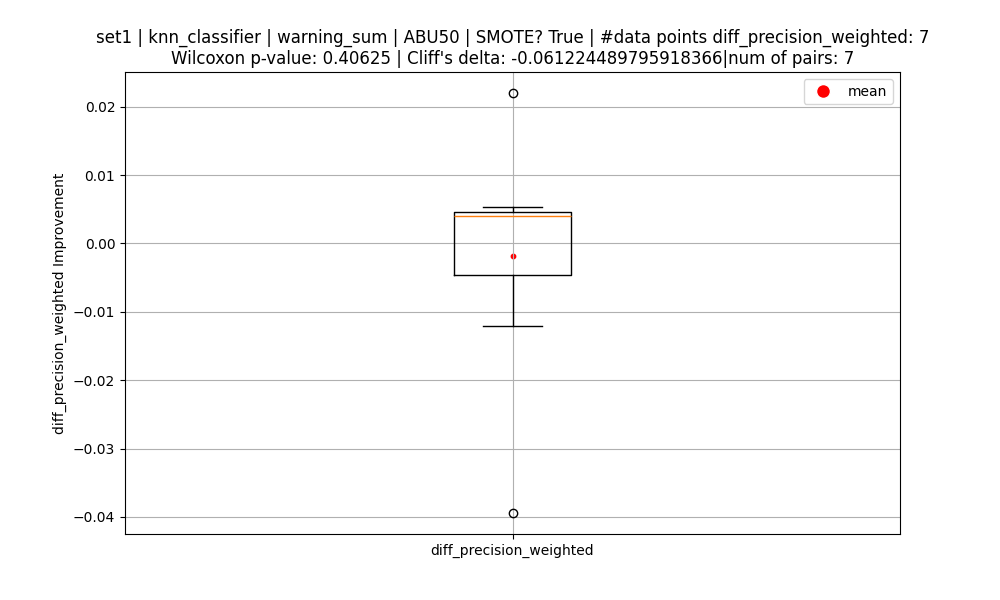 set1 | knn_classifier | warning_sum | ABU50 | SMOTE? True | #data points diff_precision_weighted: 7
Wilcoxon p-value: 0.40625 | Cliff's delta: -0.061224489795918366|num of pairs: 7
mean
0.02
0.01
0.00
−0.01
−0.02
−0.03
−0.04
diff_precision_weighted Improvement
diff_precision_weighted